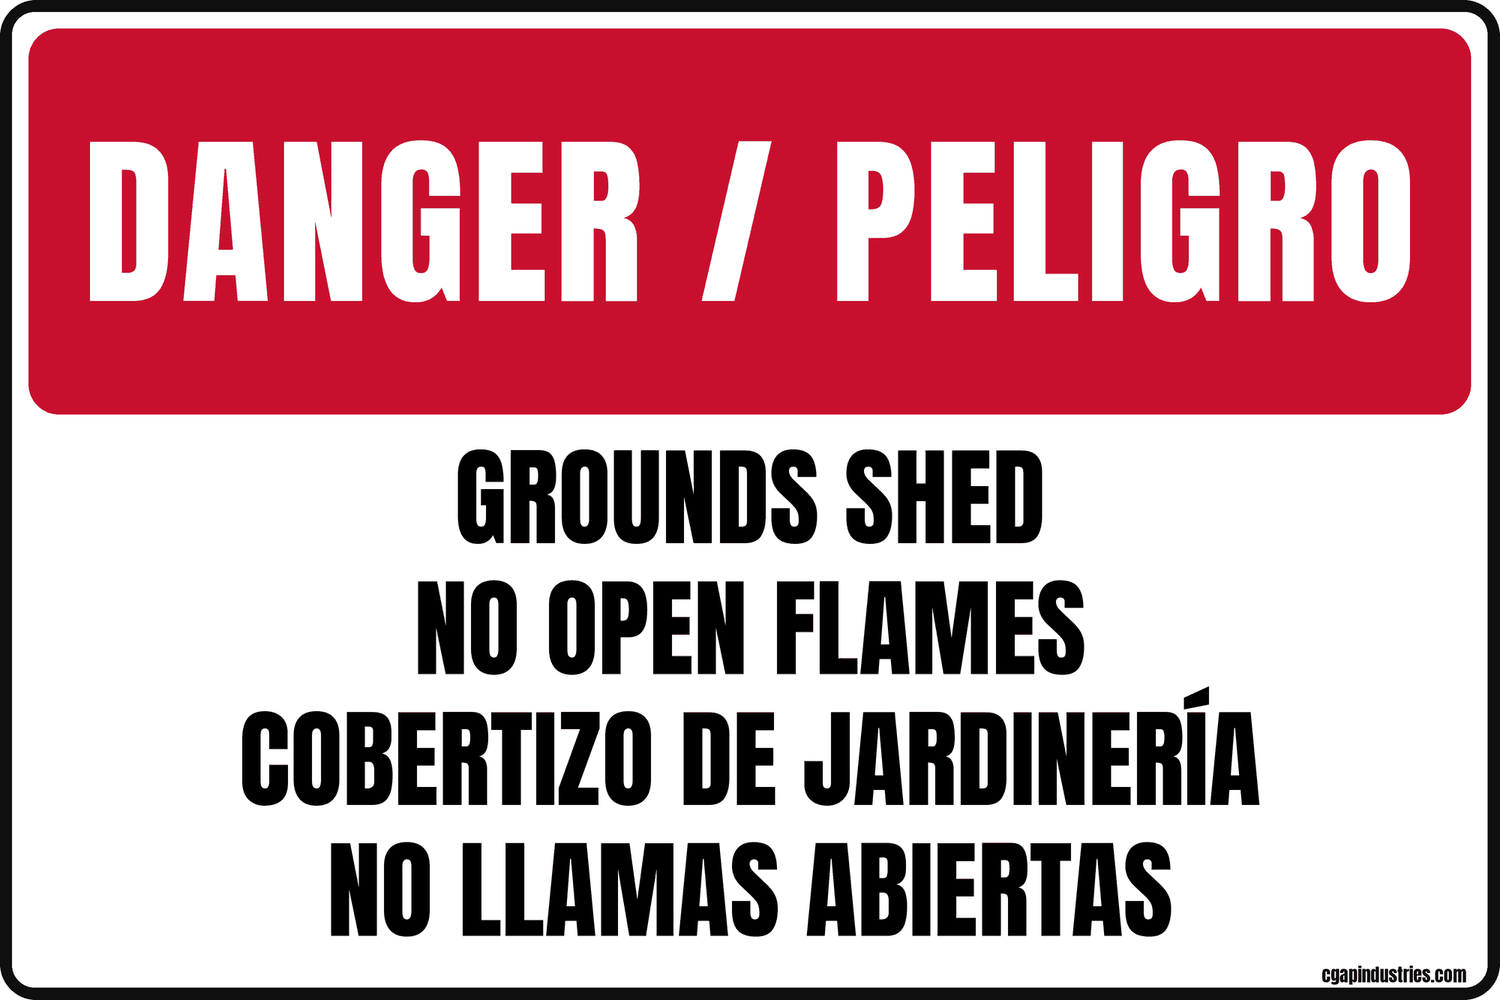 DANGER / PELIGRO
GROUNDS SHED
NO OPEN FLAMES
COBERTIZO DE JARDINERÍA
NO LLAMAS ABIERTAS
cgapindustries.com